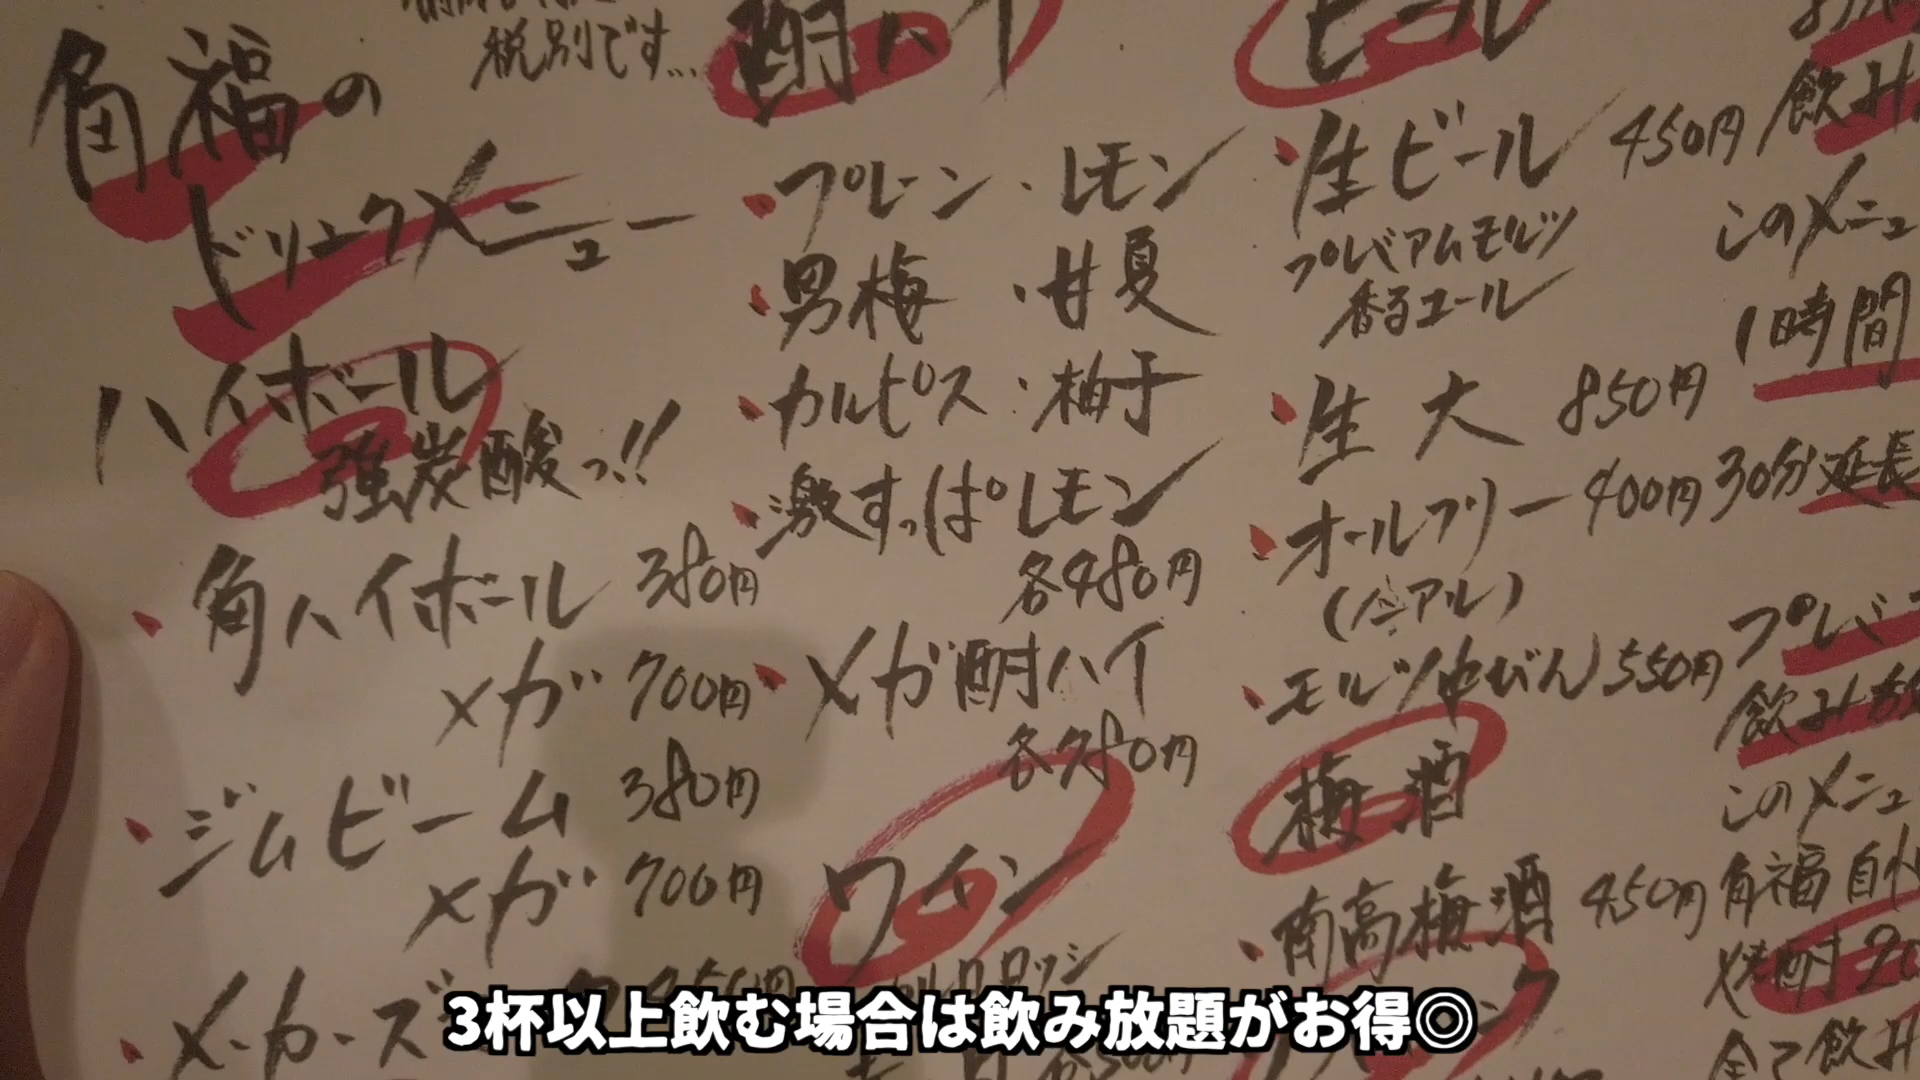 角福の
ドリンクメニュー
税別です…
ハイボール
強炭酸っ!!
角ハイボール 380円
メガ 700円
ジムビーム 380円
メガ 700円
メーカーズ
酎ハイ
プレーン・レモン
男梅・甘夏
カルピス・柚子
激すっぱレモン
各480円
メガ酎ハイ
各780円
ワイン
ビール
生ビール 450円
プレミアムモルツ
香るエール
生大 850円
オールフリー 400円
(ノンアル)
モルツ(中びん) 550円
梅酒
南高梅酒 450円
このメニュ
1時間
30分延長
このメニュ
全て飲み
3杯以上飲む場合は飲み放題がお得◎